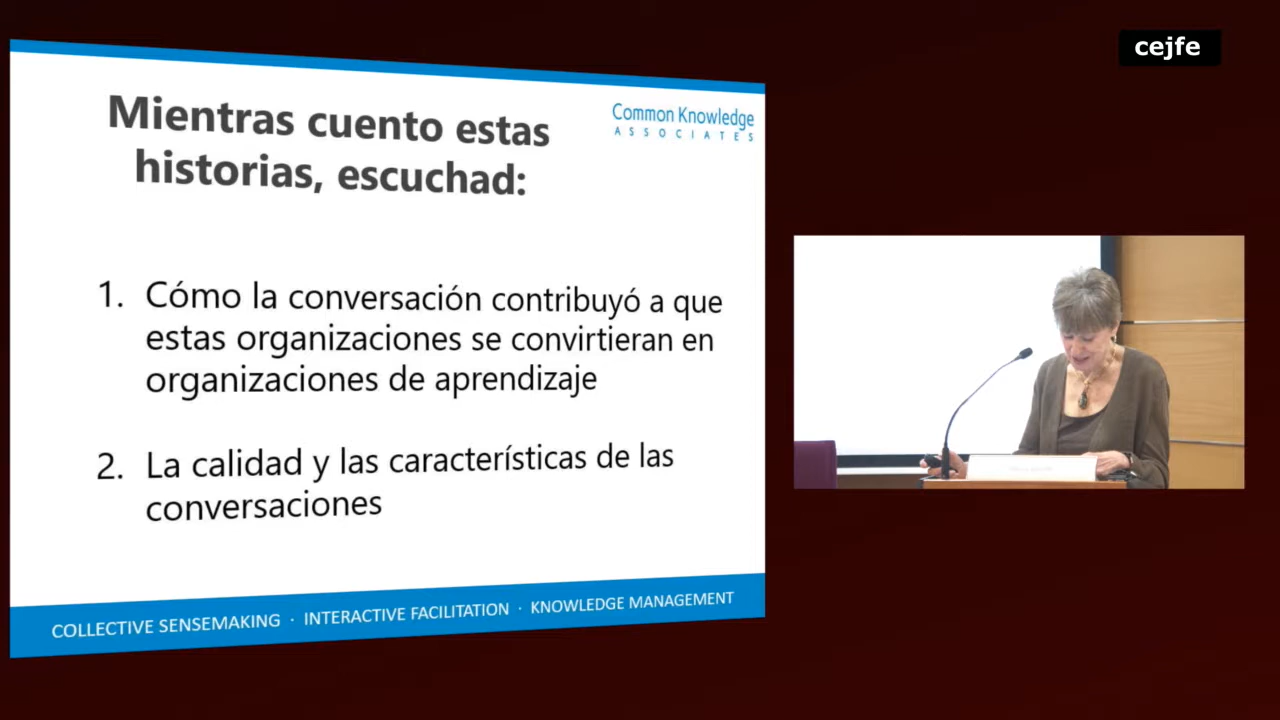 cejfe
Mientras cuento estas
historias, escuchad:
Common Knowledge
ASSOCIATES
1. Cómo la conversación contribuyó a que
estas organizaciones se convirtieran en
organizaciones de aprendizaje
2. La calidad y las características de las
conversaciones
COLLECTIVE SENSEMAKING · INTERACTIVE FACILITATION · KNOWLEDGE MANAGEMENT